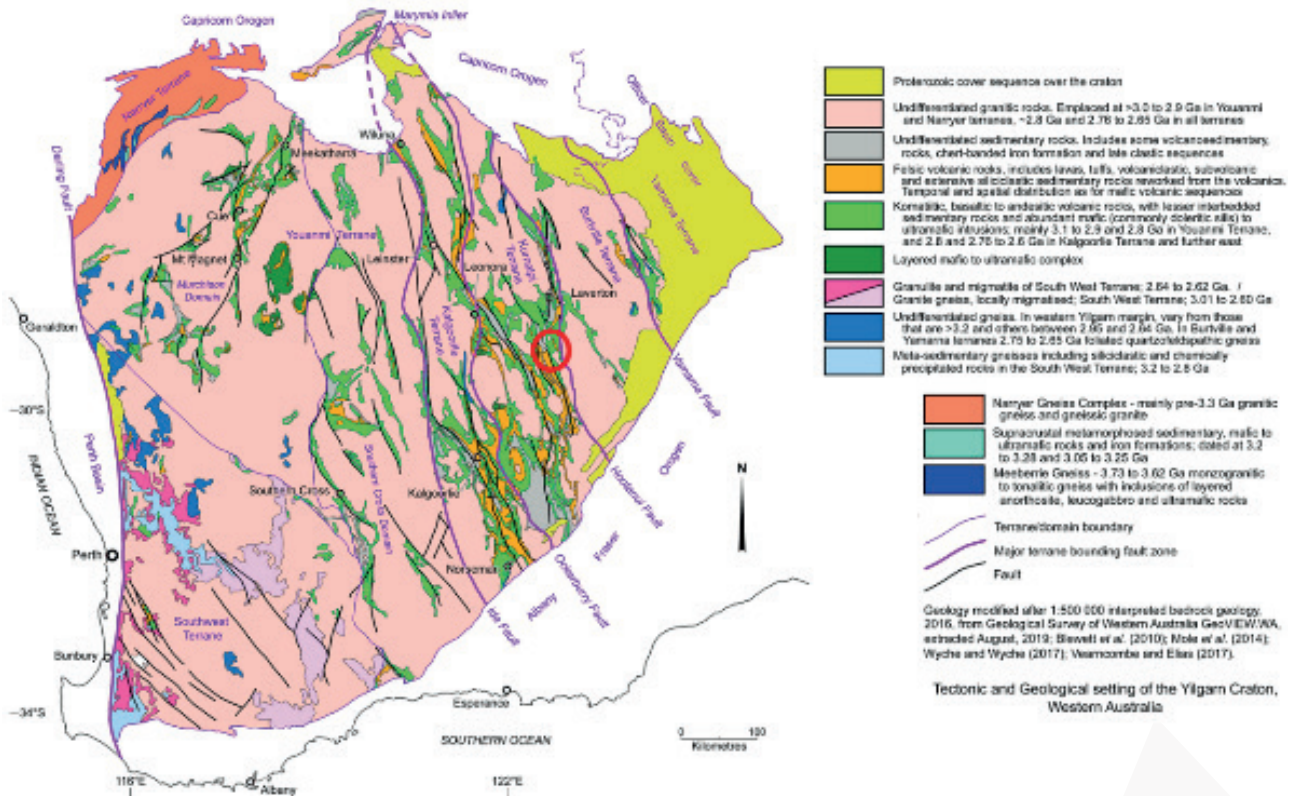 Capricorn Orogen
Marymia Inlier
Capricorn Orogen
Narryer Terrane
Officer
Basin
cover
Yamarna Terrane
Wiluna
Meekatharra
Darling Fault
Cue
Youanmi Terrane
Burtville Terrane
Kurnalpi
Terrane
Mt Magnet
Leinster
Leonora
Murchison
Domain
Laverton
Geraldton
Kalgoorlie
Terrane
Yamarna Fault
–30°S
INDIAN OCEAN
Perth Basin
Southern Cross Domain
Orogen
Hootanui Fault
N
Southern Cross
Kalgoorlie
Fraser
Perth
Norseman
Ockerberry Fault
Albany
Ida Fault
Southwest
Terrane
Bunbury
–34°S
Esperance
SOUTHERN OCEAN
0 100
Kilometres
116°E
122°E
Albany
Proterozoic cover sequence over the craton
Undifferentiated granitic rocks. Emplaced at >3.0 to 2.9 Ga in Youanmi
and Narryer terranes, ~2.8 Ga and 2.76 to 2.65 Ga in all terranes
Undifferentiated sedimentary rocks. Includes some volcanosedimentary
rocks, chert-banded iron formation and late clastic sequences
Felsic volcanic rocks, includes lavas, tuffs, volcaniclastic, subvolcanic
and extensive siliciclastic sedimentary rocks reworked from the volcanics.
Temporal and spatial distribution as for mafic volcanic sequences
Komatiitic, basaltic to andesitic volcanic rocks, with lesser interbedded
sedimentary rocks and abundant mafic (commonly doleritic sills) to
ultramafic intrusions; mainly 3.1 to 2.9 and 2.8 Ga in Youanmi Terrane,
and 2.8 and 2.76 to 2.6 Ga in Kalgoorlie Terrane and further east
Layered mafic to ultramafic complex
Granulite and migmatite of South West Terrane; 2.64 to 2.62 Ga. /
Granite gneiss, locally migmatised; South West Terrane; 3.01 to 2.60 Ga
Undifferentiated gneiss. In western Yilgarn margin, vary from those
that are >3.2 and others between 2.95 and 2.64 Ga. In Burtville and
Yamarna terranes 2.75 to 2.65 Ga foliated quartzofeldspathic gneiss
Meta-sedimentary gneisses including siliciclastic and chemically
precipitated rocks in the South West Terrane; 3.2 to 2.8 Ga
Narryer Gneiss Complex - mainly pre-3.3 Ga granitic
gneiss and gneissic granite
Supracrustal metamorphosed sedimentary, mafic to
ultramafic rocks and iron formations; dated at 3.2
to 3.28 and 3.05 to 3.25 Ga
Meeberrie Gneiss - 3.73 to 3.62 Ga monzogranitic
to tonalitic gneiss with inclusions of layered
anorthosite, leucogabbro and ultramafic rocks
Terrane/domain boundary
Major terrane bounding fault zone
Fault
Geology modified after 1:500 000 interpreted bedrock geology,
2016, from Geological Survey of Western Australia GeoVIEW.WA,
extracted August, 2019; Blewett et al. (2010); Mole et al. (2014);
Wyche and Wyche (2017); Vearncombe and Elias (2017).
Tectonic and Geological setting of the Yilgarn Craton,
Western Australia